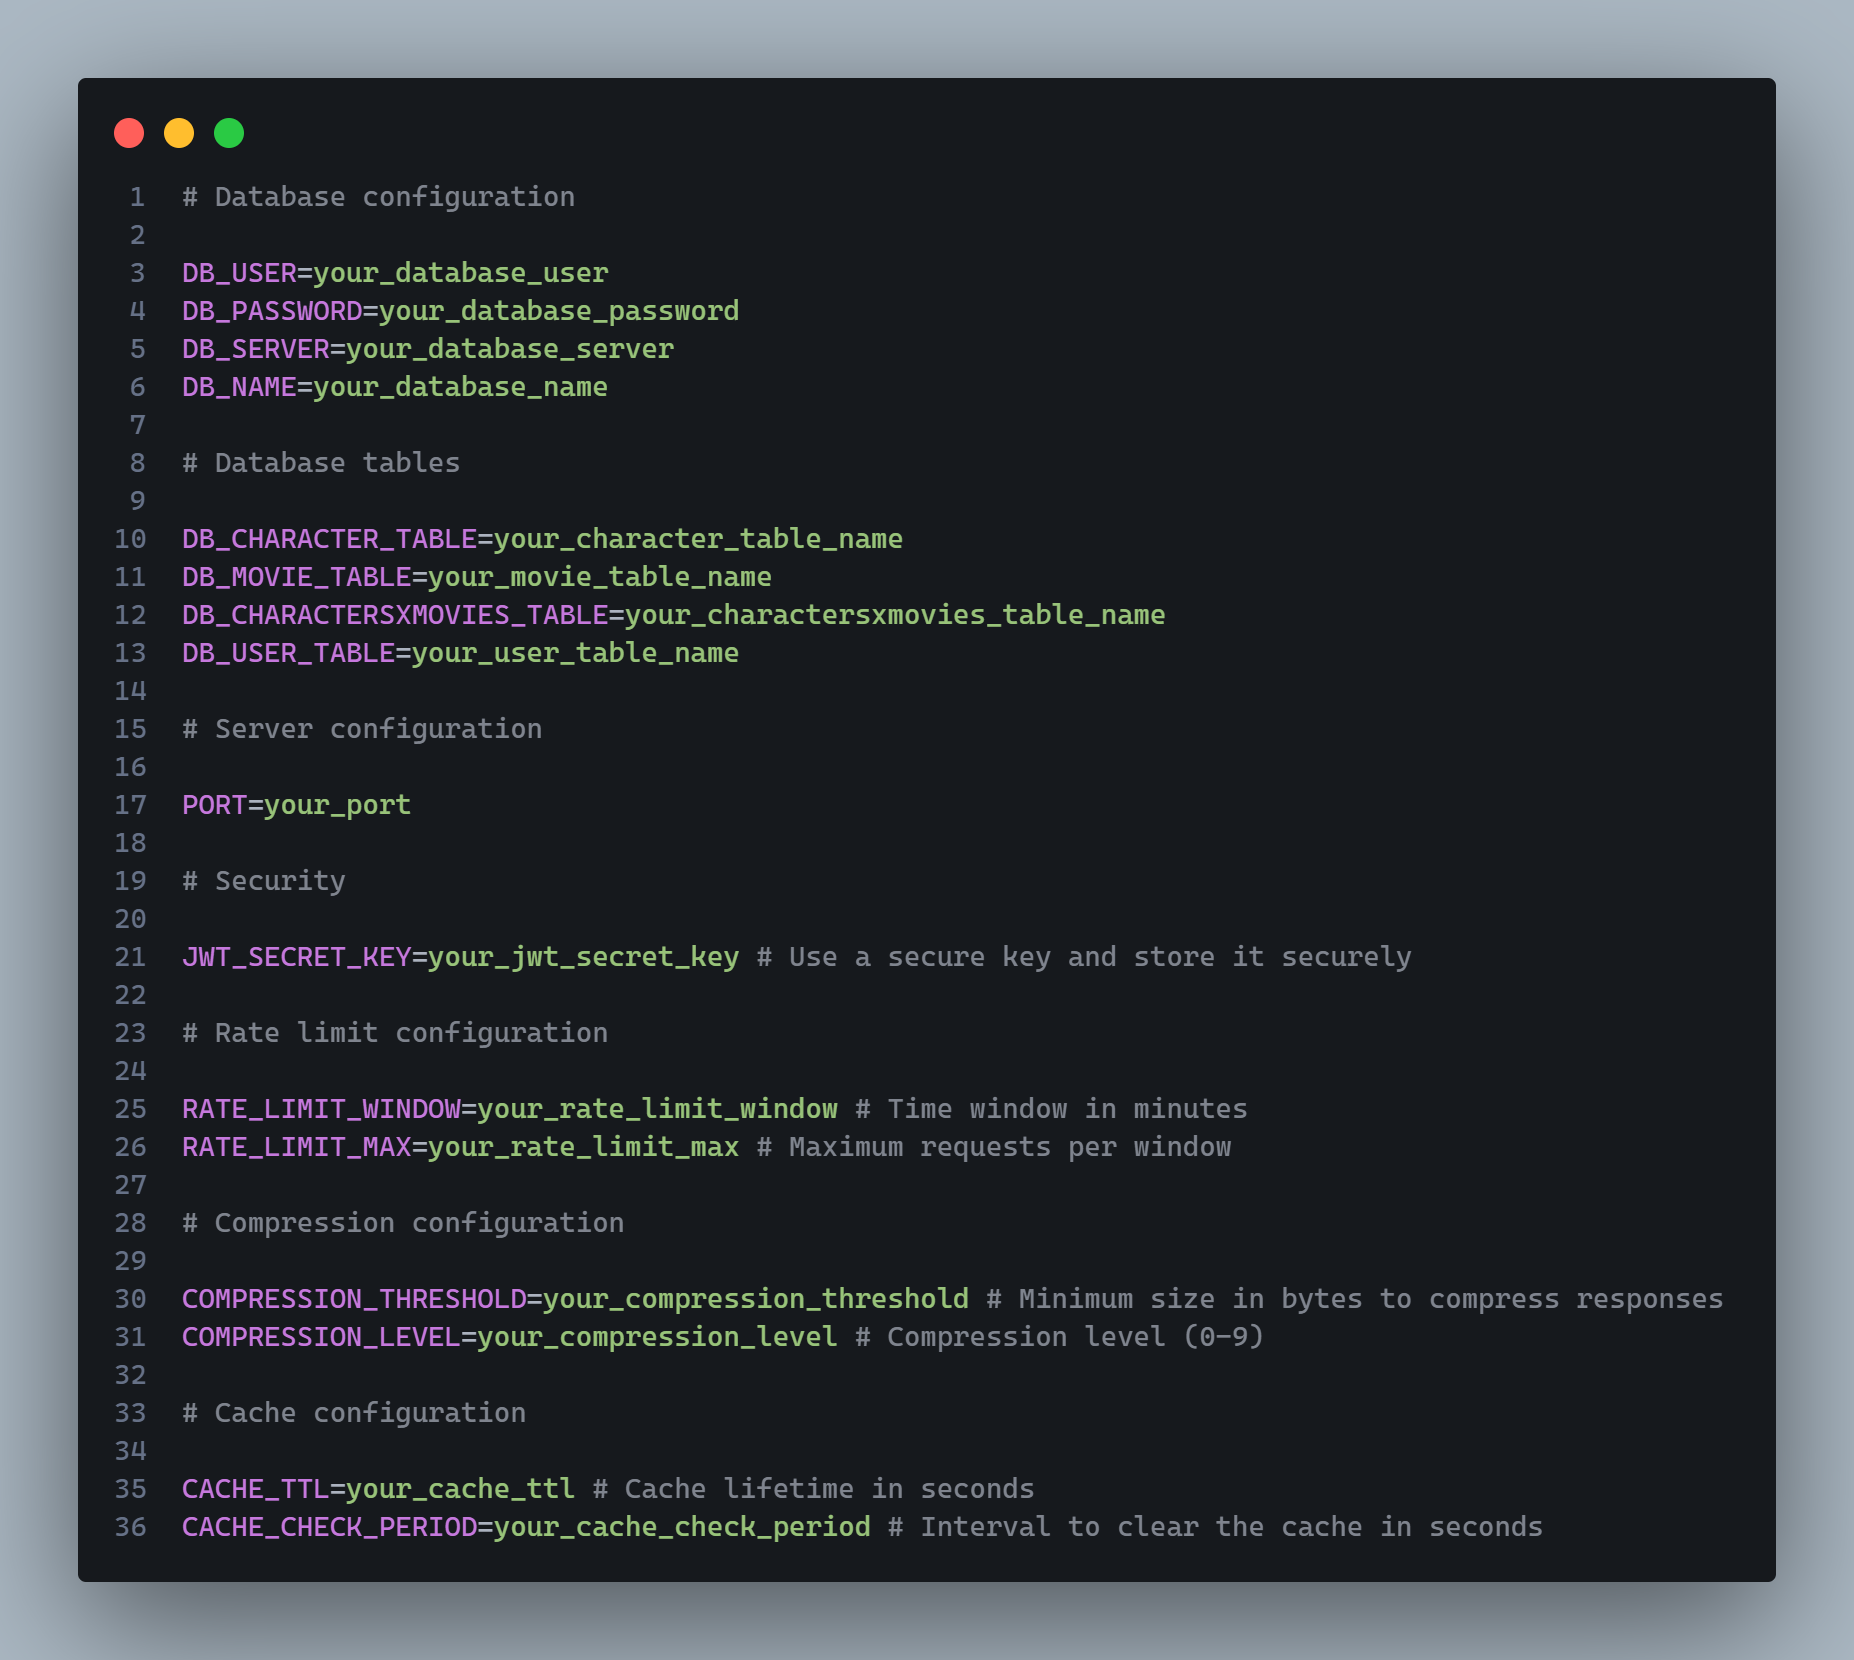 1 # Database configuration
2
3 DB_USER=your_database_user
4 DB_PASSWORD=your_database_password
5 DB_SERVER=your_database_server
6 DB_NAME=your_database_name
7
8 # Database tables
9
10 DB_CHARACTER_TABLE=your_character_table_name
11 DB_MOVIE_TABLE=your_movie_table_name
12 DB_CHARACTERSXMOVIES_TABLE=your_charactersxmovies_table_name
13 DB_USER_TABLE=your_user_table_name
14
15 # Server configuration
16
17 PORT=your_port
18
19 # Security
20
21 JWT_SECRET_KEY=your_jwt_secret_key # Use a secure key and store it securely
22
23 # Rate limit configuration
24
25 RATE_LIMIT_WINDOW=your_rate_limit_window # Time window in minutes
26 RATE_LIMIT_MAX=your_rate_limit_max # Maximum requests per window
27
28 # Compression configuration
29
30 COMPRESSION_THRESHOLD=your_compression_threshold # Minimum size in bytes to compress responses
31 COMPRESSION_LEVEL=your_compression_level # Compression level (0-9)
32
33 # Cache configuration
34
35 CACHE_TTL=your_cache_ttl # Cache lifetime in seconds
36 CACHE_CHECK_PERIOD=your_cache_check_period # Interval to clear the cache in seconds